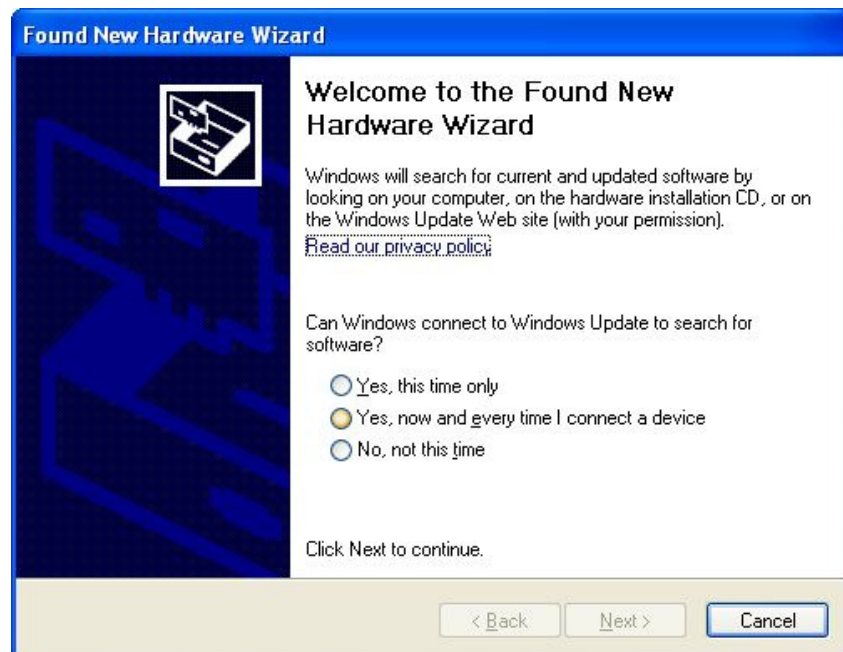 Found New Hardware Wizard
Welcome to the Found New
Hardware Wizard
Windows will search for current and updated software by
looking on your computer, on the hardware installation CD, or on
the Windows Update Web site (with your permission).
Read our privacy policy
Can Windows connect to Windows Update to search for
software?
Yes, this time only
Yes, now and every time I connect a device
No, not this time
Click Next to continue.
< Back Next > Cancel